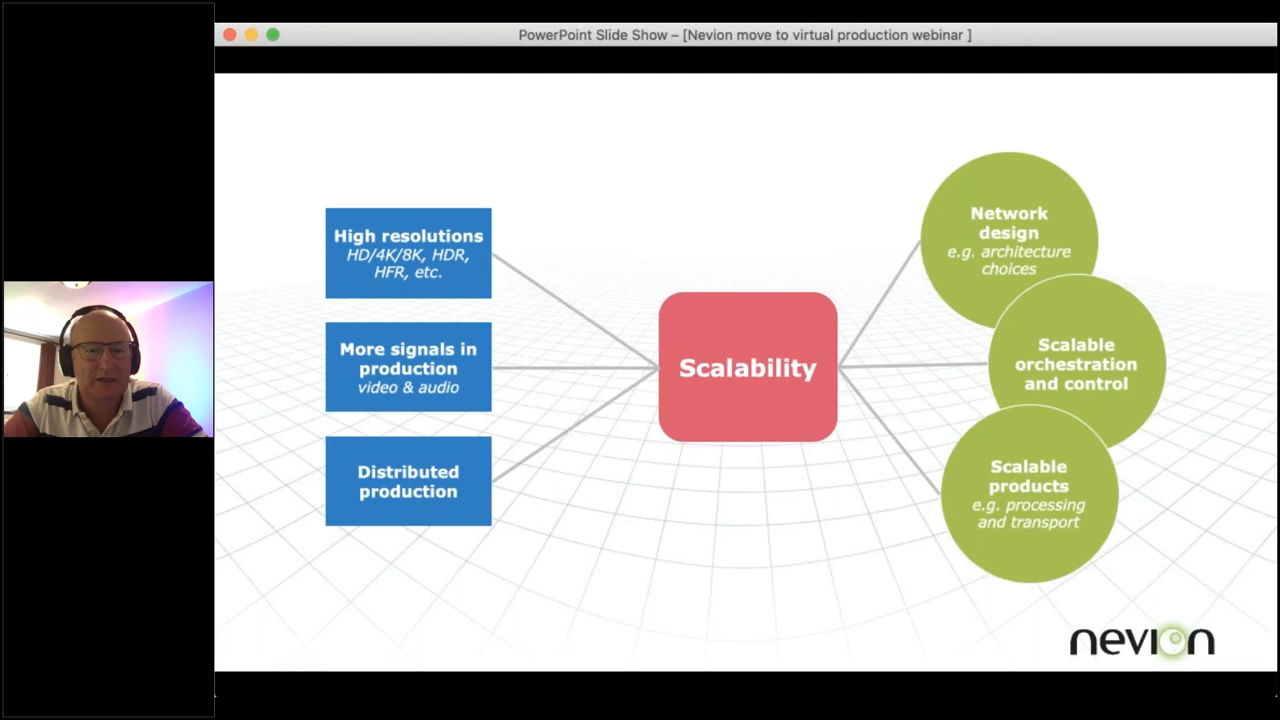 PowerPoint Slide Show – [Nevion move to virtual production webinar ]
High resolutions
HD/4K/8K, HDR,
HFR, etc.
More signals in
production
video & audio
Distributed
production
Scalability
Network
design
e.g. architecture
choices
Scalable
orchestration
and control
Scalable
products
e.g. processing
and transport
nevion